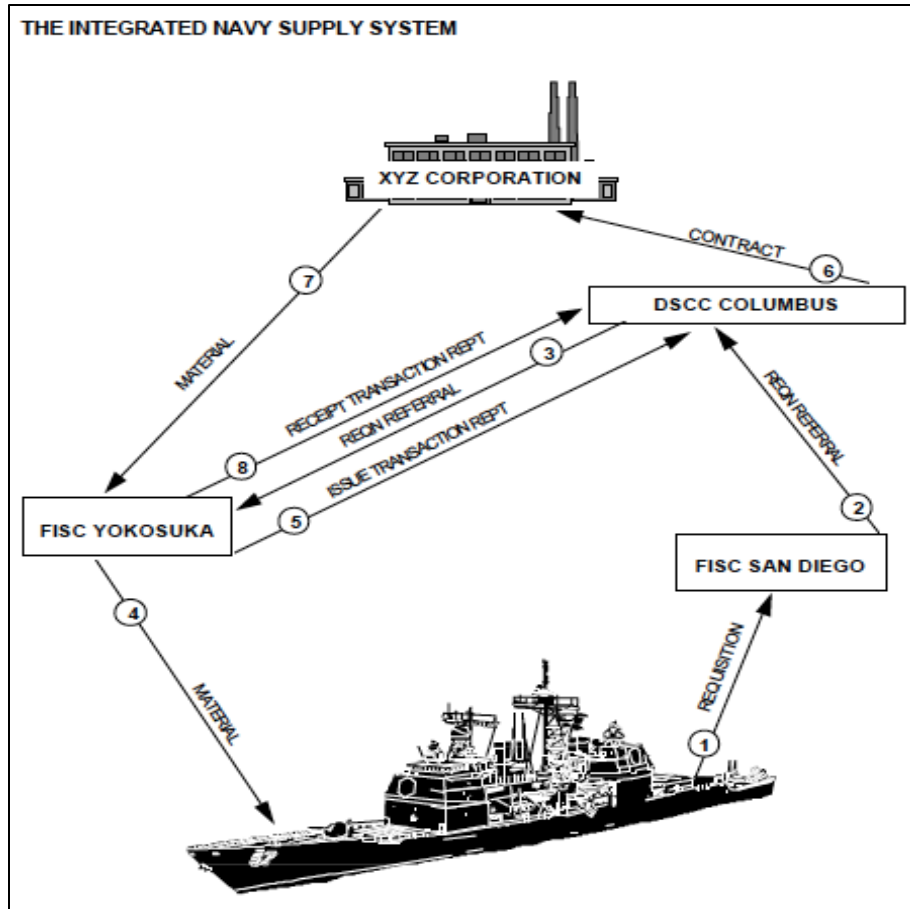 THE INTEGRATED NAVY SUPPLY SYSTEM
XYZ CORPORATION
CONTRACT
6
7
DSCC COLUMBUS
MATERIAL
3
RECEIPT TRANSACTION REPT
REQN REFERRAL
ISSUE TRANSACTION REPT
REQN REFERRAL
8
5
2
FISC YOKOSUKA
FISC SAN DIEGO
4
MATERIAL
REQUISITION
1